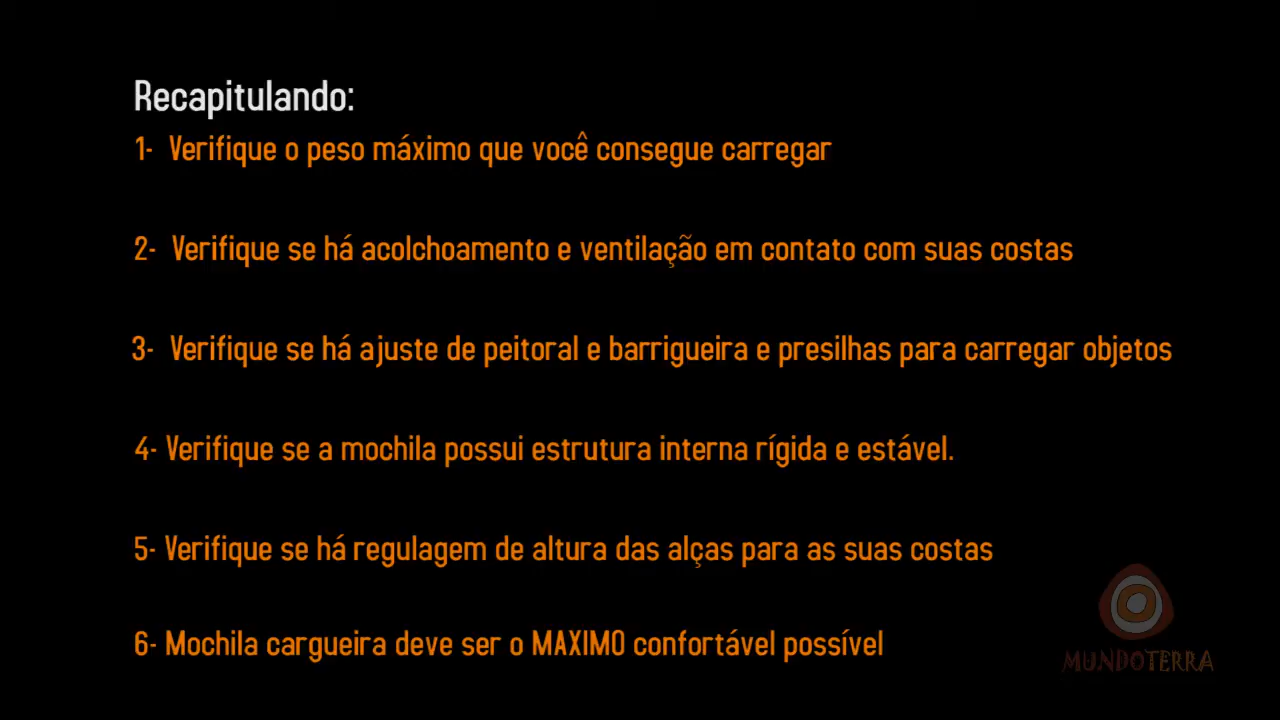 Recapitulando:
1- Verifique o peso máximo que você consegue carregar
2- Verifique se há acolchoamento e ventilação em contato com suas costas
3- Verifique se há ajuste de peitoral e barrigueira e presilhas para carregar objetos
4- Verifique se a mochila possui estrutura interna rígida e estável.
5- Verifique se há regulagem de altura das alças para as suas costas
6- Mochila cargueira deve ser o MAXIMO confortável possível
MUNDOTERRA